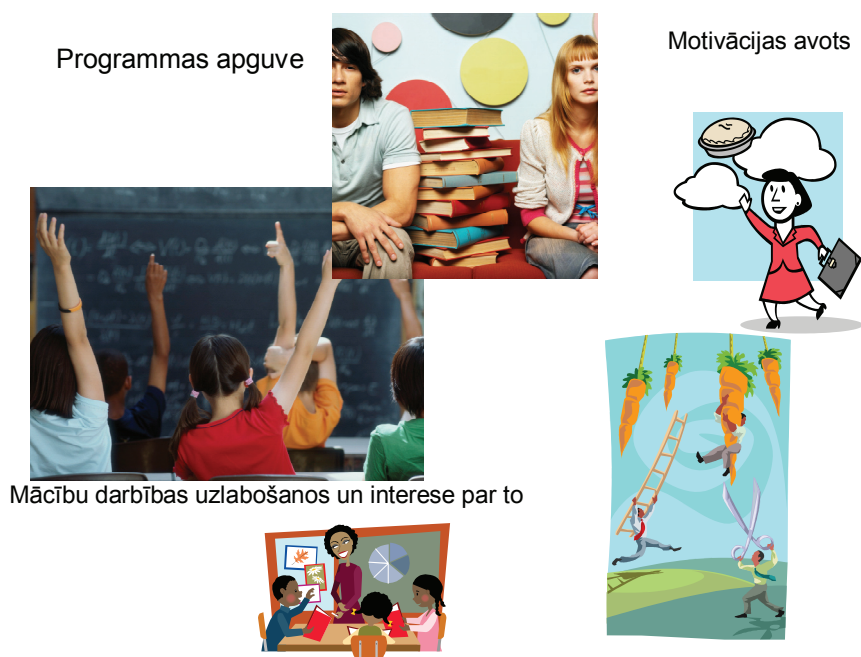 Programmas apguve
Motivācijas avots
Mācību darbības uzlabošanos un interese par to